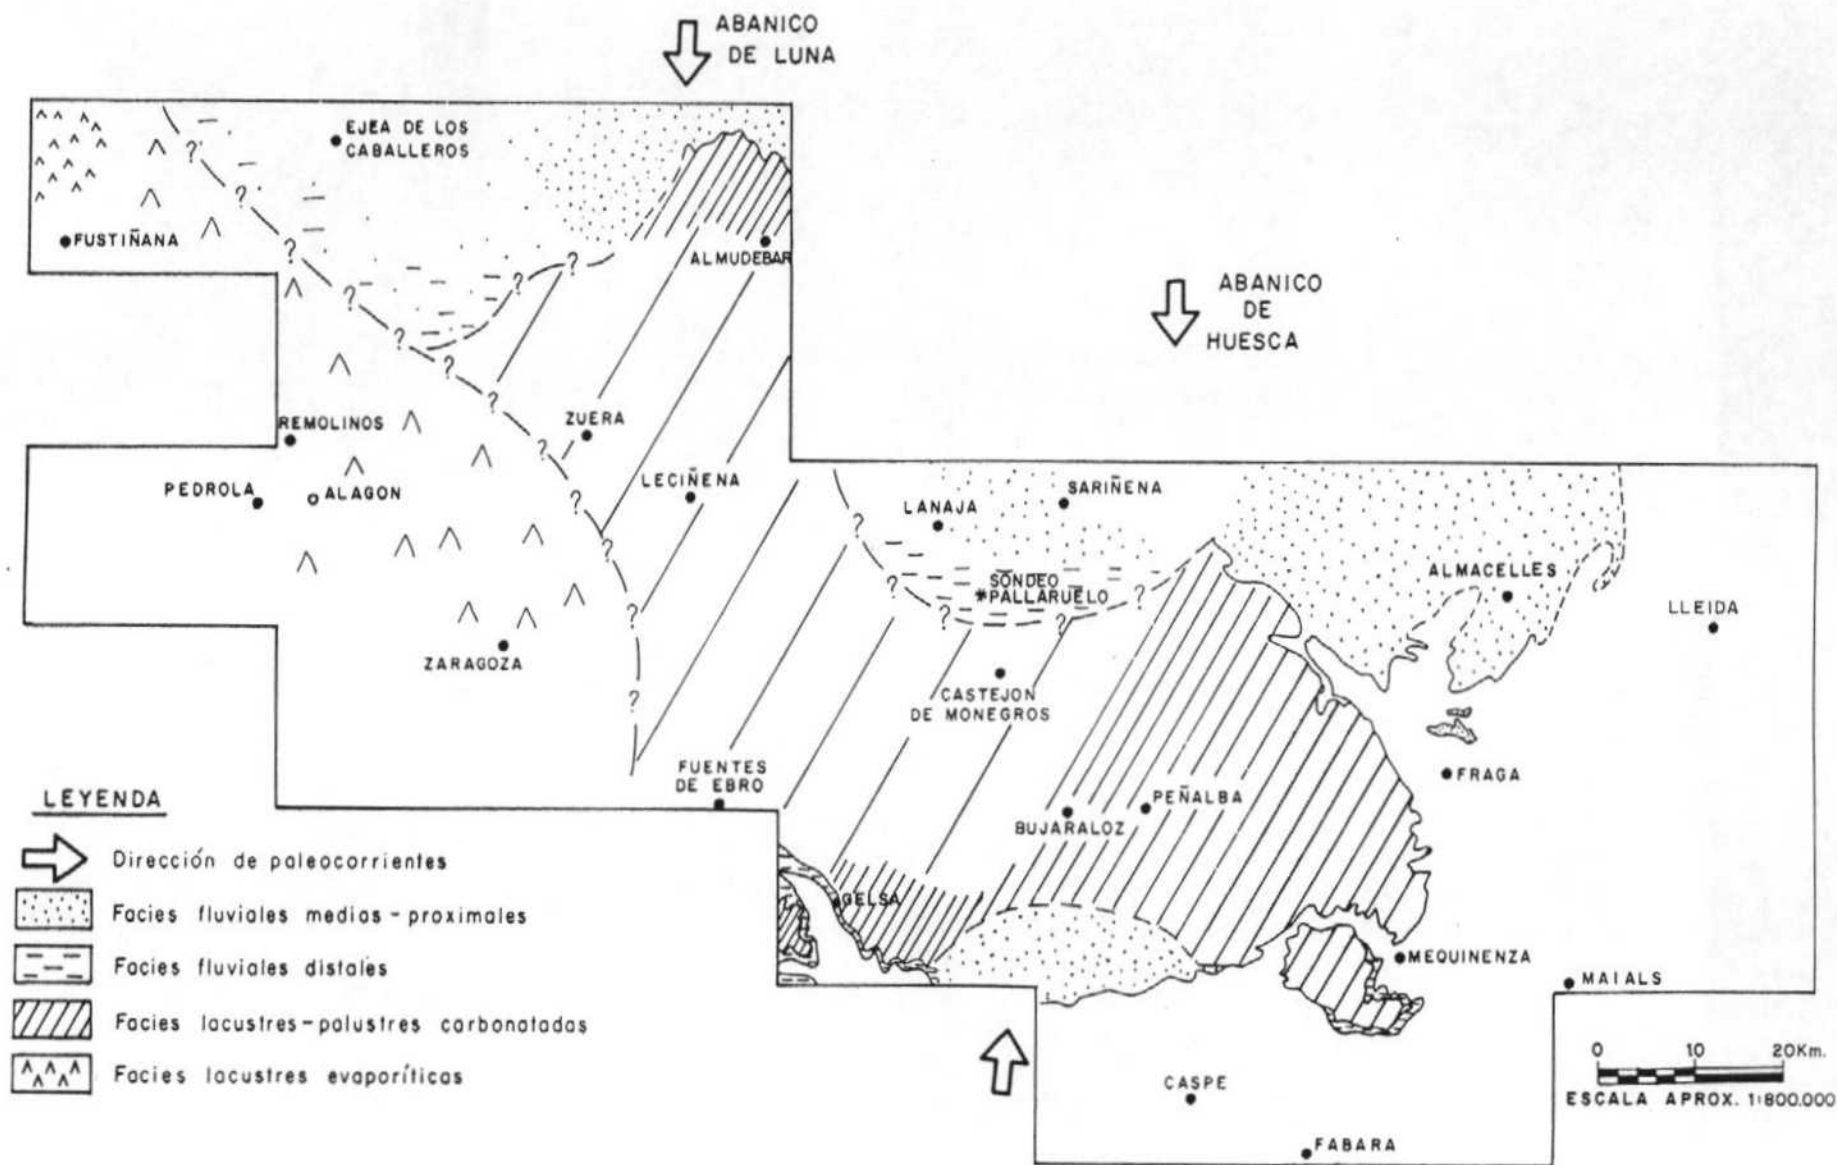 ABANICO
DE LUNA
EJEA DE LOS
CABALLEROS
FUSTIÑANA
ALMUDEBAR
ABANICO
DE
HUESCA
REMOLINOS
ZUERA
PEDROLA
ALAGON
LECIÑENA
LANAJA
SARIÑENA
SONDEO
*PALLARUELO
ALMACELLES
LLEIDA
ZARAGOZA
CASTEJON
DE MONEGROS
FUENTES
DE EBRO
BUJARALOZ
PEÑALBA
FRAGA
GELSA
MEQUINENZA
MAIALS
CASPE
FABARA
LEYENDA
Dirección de paleocorrientes
Facies fluviales medias-proximales
Facies fluviales distales
Facies lacustres-palustres carbonatadas
Facies lacustres evaporíticas
0 10 20Km.
ESCALA APROX. 1:800.000